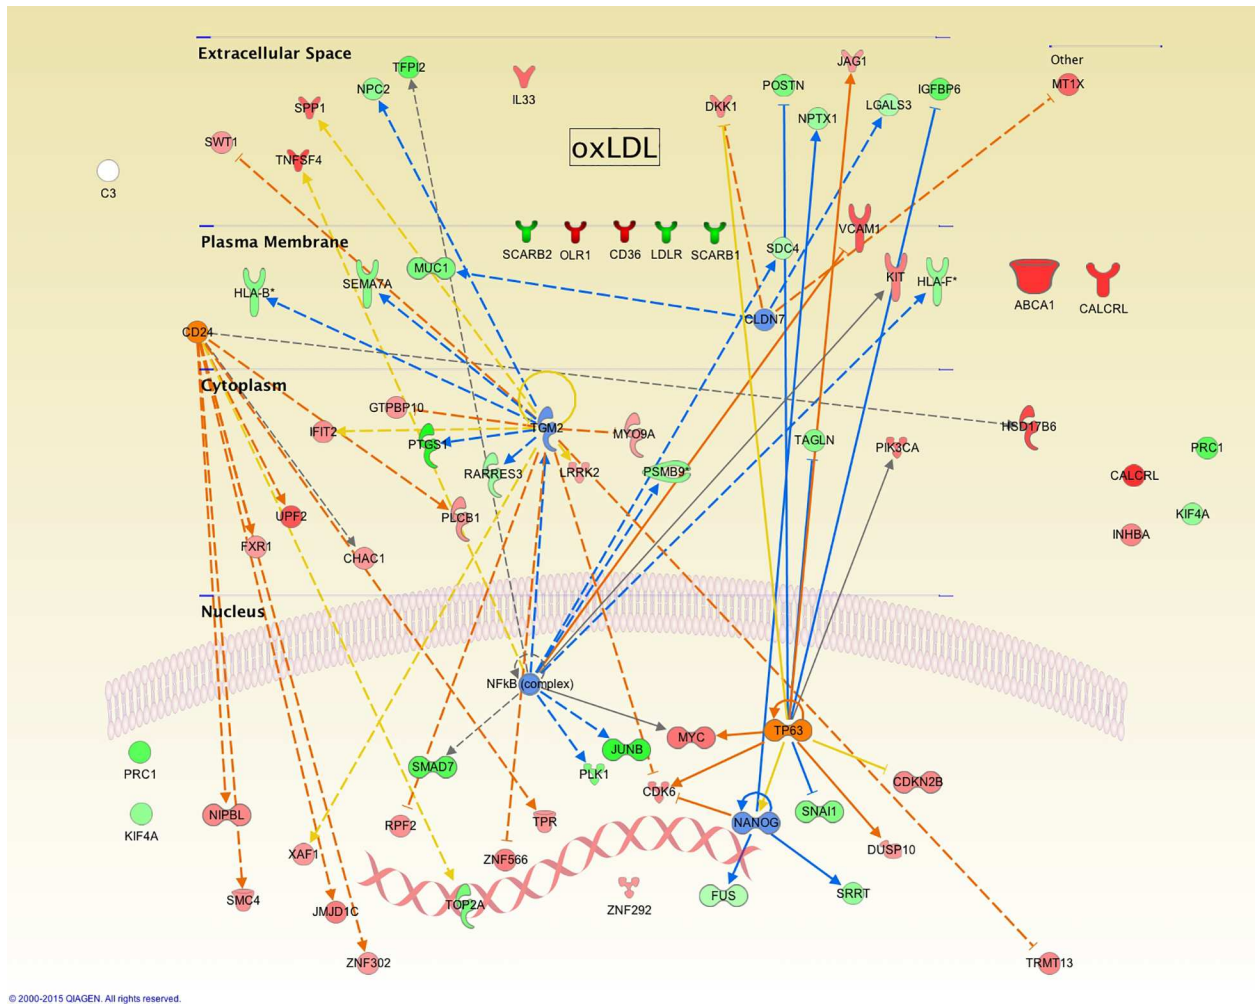 Extracellular Space
Other
JAG1
TFPI2
NPC2
IL33
POSTN
IGFBP6
MT1X
SPP1
DKK1
LGALS3
NPTX1
SWT1
oxLDL
TNFSF4
C3
Plasma Membrane
VCAM1
SCARB2
OLR1
CD36
LDLR
SCARB1
SDC4
MUC1
HLA-B*
SEMA7A
KIT
HLA-F*
ABCA1
CALCRL
CLDN7
CD24
Cytoplasm
GTPBP10
IFIT2
TGM2
MYO9A
HSD17B6
PTGS1
TAGLN
PIK3CA
PRC1
RARRES3
LRRK2
PSMB9*
CALCRL
UPF2
PLCB1
KIF4A
FXR1
CHAC1
INHBA
Nucleus
NFkB (complex)
MYC
TP63
JUNB
SMAD7
PLK1
PRC1
CDK6
CDKN2B
NIPBL
KIF4A
RPF2
TPR
NANOG
SNAI1
XAF1
ZNF566
DUSP10
SMC4
JMJD1C
TOP2A
ZNF292
FUS
SRRT
ZNF302
TRMT13
© 2000-2015 QIAGEN. All rights reserved.